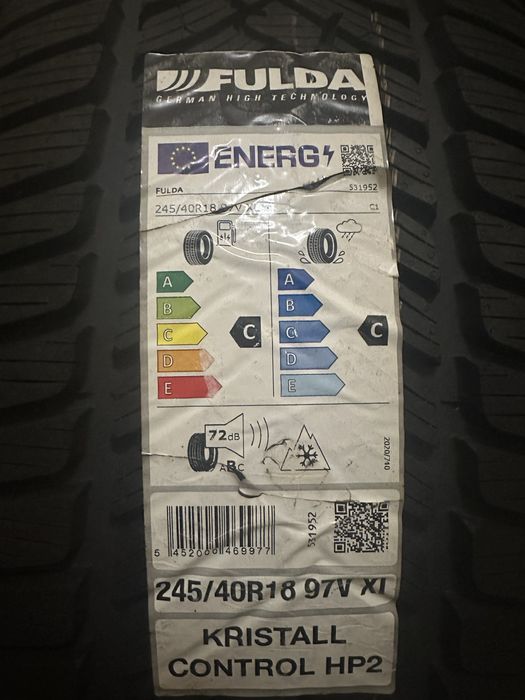 FULDA
GERMAN HIGH TECHNOLOGY
ENERG
FULDA
531952
245/40R18 97V XL
C1
A
B
C
D
E
C
A
B
C
D
E
C
72dB
ABC
2020/740
5 452000 469977
531952
245/40R18 97V XL
KRISTALL
CONTROL HP2